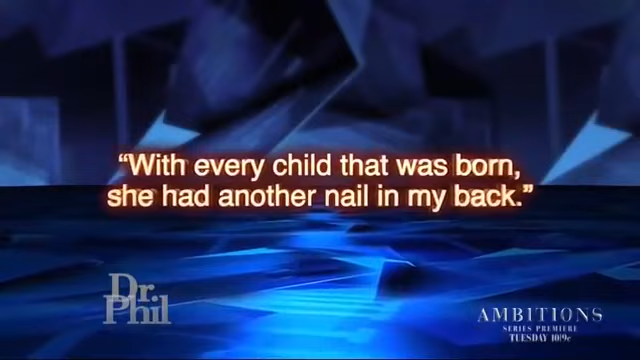 “With every child that was born,
she had another nail in my back.”
Dr.
Phil
AMBITIONS
SERIES PREMIERE
TUESDAY 10|9c